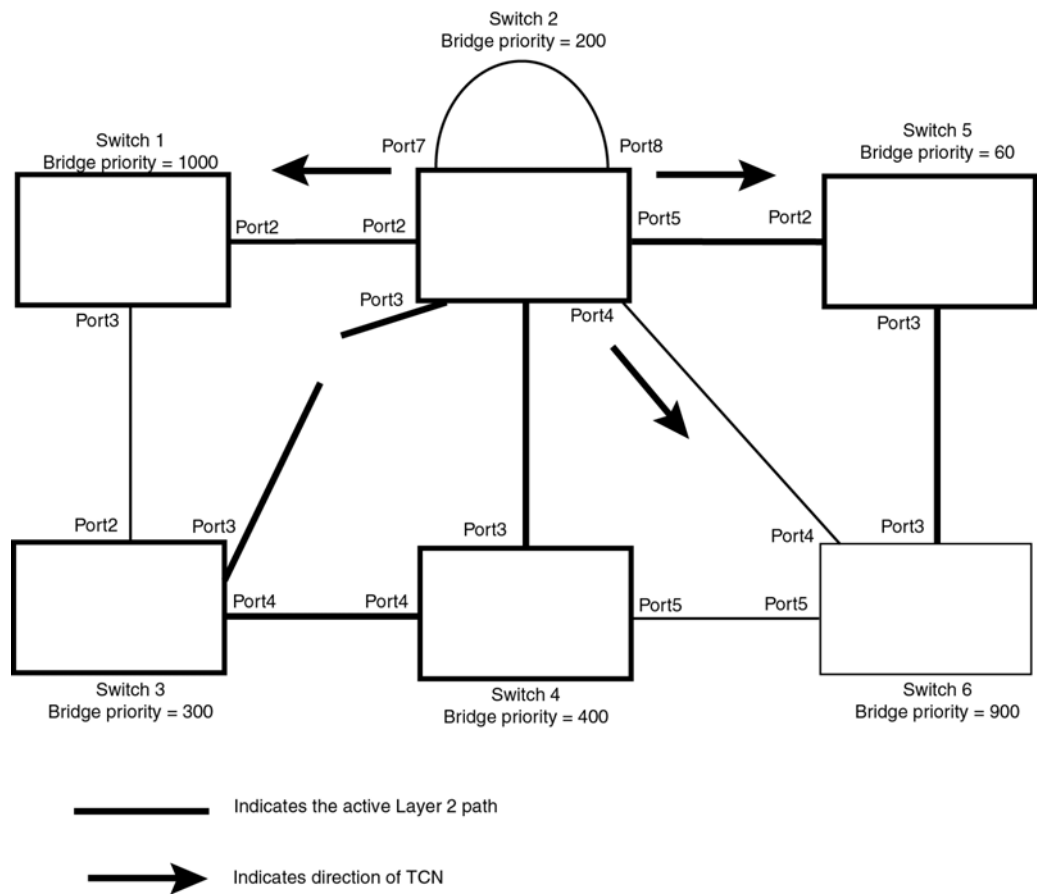 Switch 2
Bridge priority = 200
Switch 1
Bridge priority = 1000
Port7
Port8
Switch 5
Bridge priority = 60
Port2
Port2
Port5
Port2
Port3
Port3
Port4
Port3
Port2
Port3
Port3
Port4
Port3
Port4
Port4
Port5
Port5
Switch 3
Bridge priority = 300
Switch 4
Bridge priority = 400
Switch 6
Bridge priority = 900
Indicates the active Layer 2 path
Indicates direction of TCN